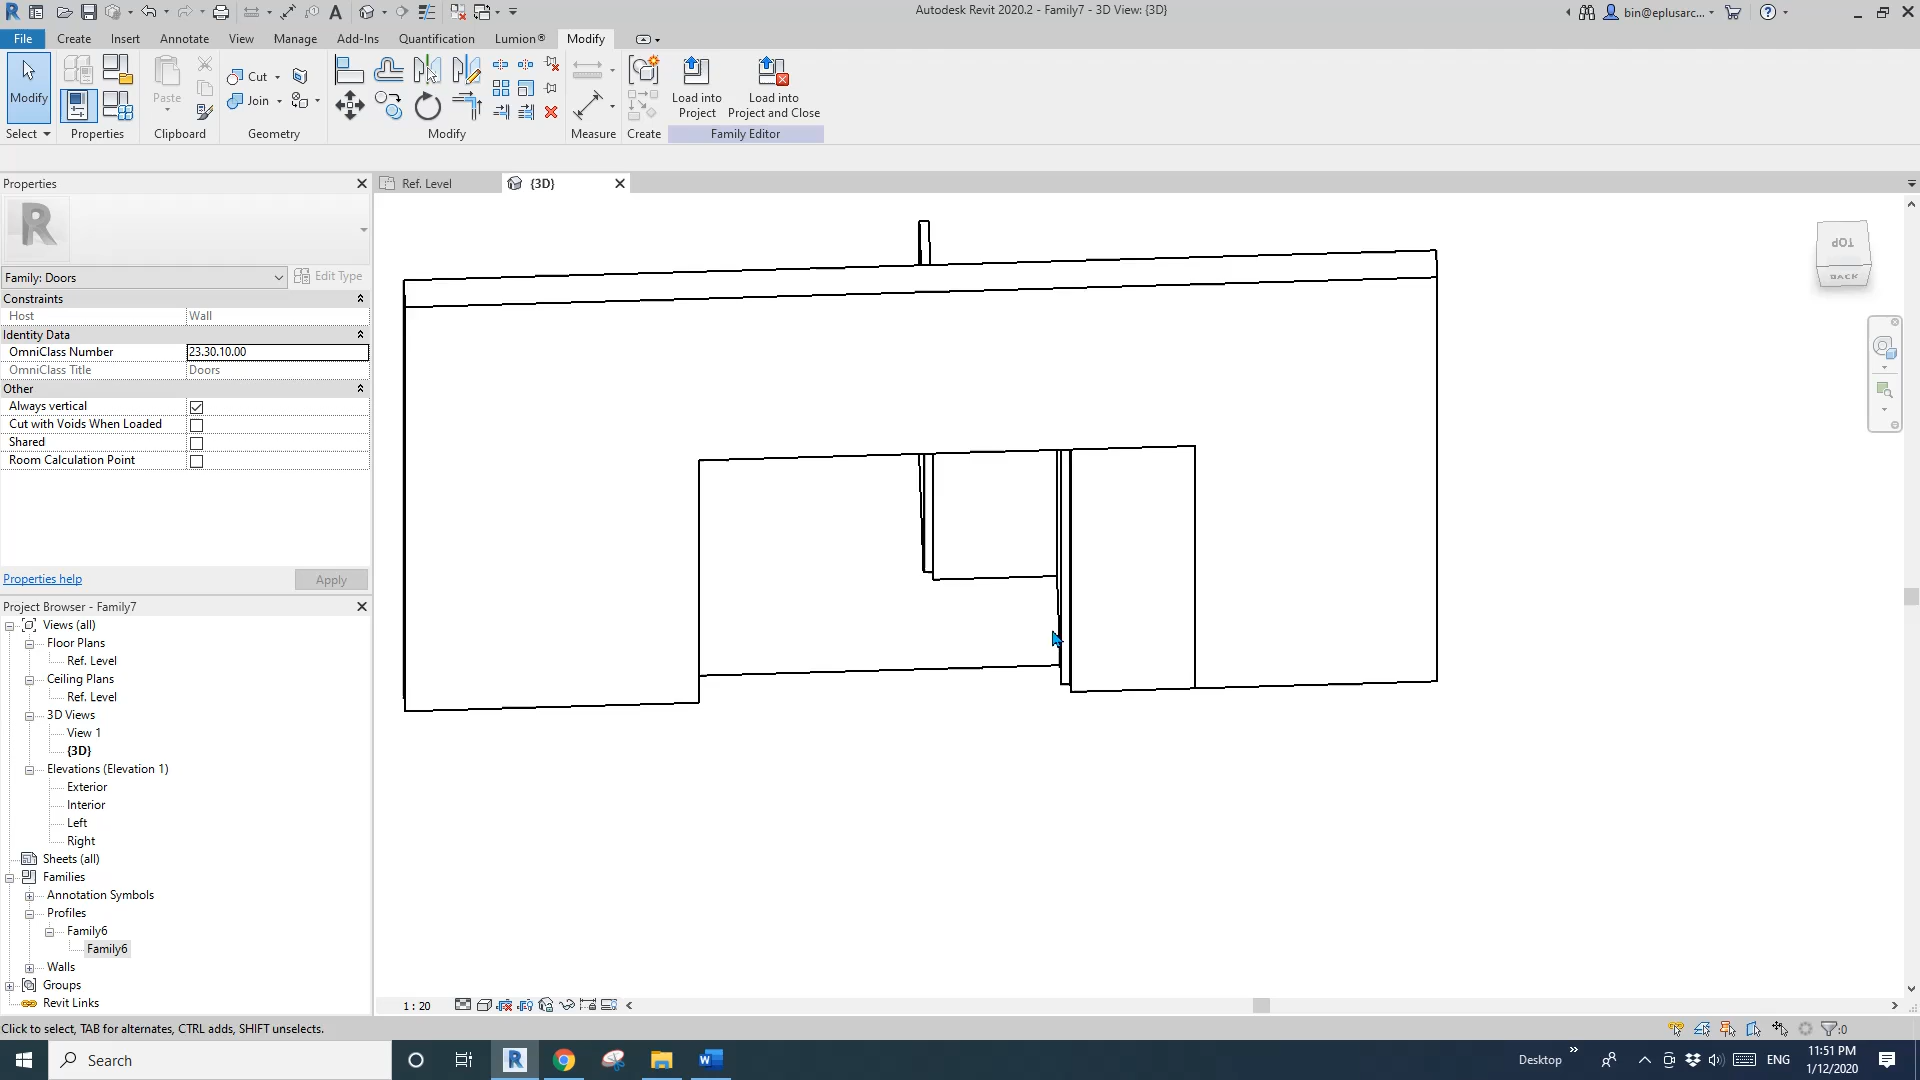 Autodesk Revit 2020.2 - Family7 - 3D View: {3D}
bin@eplusarc...
File Create Insert Annotate View Manage Add-Ins Quantification Lumion® Modify
Modify
Paste
Cut
Join
Load into Project
Load into Project and Close
Select Properties Clipboard Geometry Modify Measure Create Family Editor
Properties
Ref. Level
{3D}
R
Family: Doors
Edit Type
Constraints
Host Wall
Identity Data
OmniClass Number 23.30.10.00
OmniClass Title Doors
Other
Always vertical
Cut with Voids When Loaded
Shared
Room Calculation Point
Properties help
Apply
TOP
BACK
Project Browser - Family7
Views (all)
Floor Plans
Ref. Level
Ceiling Plans
Ref. Level
3D Views
View 1
{3D}
Elevations (Elevation 1)
Exterior
Interior
Left
Right
Sheets (all)
Families
Annotation Symbols
Profiles
Family6
Family6
Walls
Groups
Revit Links
1 : 20
Click to select, TAB for alternates, CTRL adds, SHIFT unselects.
:0
Search
Desktop
ENG
11:51 PM
1/12/2020